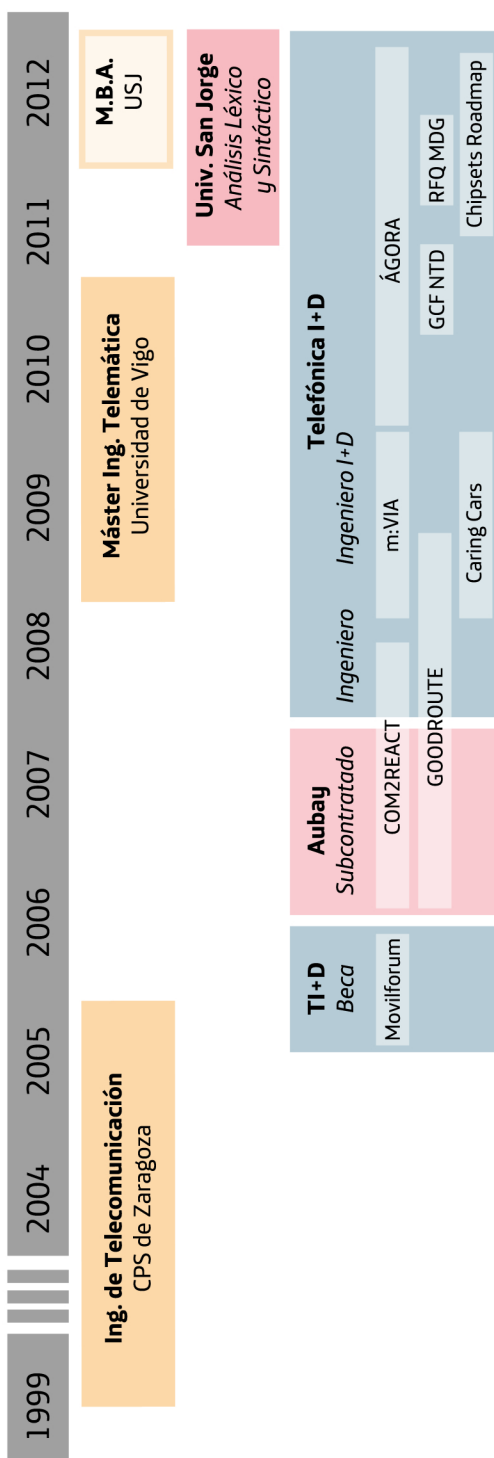 1999
2004
2005
2006
2007
2008
2009
2010
2011
2012
Ing. de Telecomunicación
CPS de Zaragoza
Máster Ing. Telemática
Universidad de Vigo
M.B.A.
USJ
Univ. San Jorge
Análisis Léxico
y Sintáctico
TI+D
Beca
Movilforum
Aubay
Subcontratado
Telefónica I+D
Ingeniero
Ingeniero I+D
COM2REACT
m:VIA
ÁGORA
GOODROUTE
GCF NTD
RFQ MDG
Caring Cars
Chipsets Roadmap